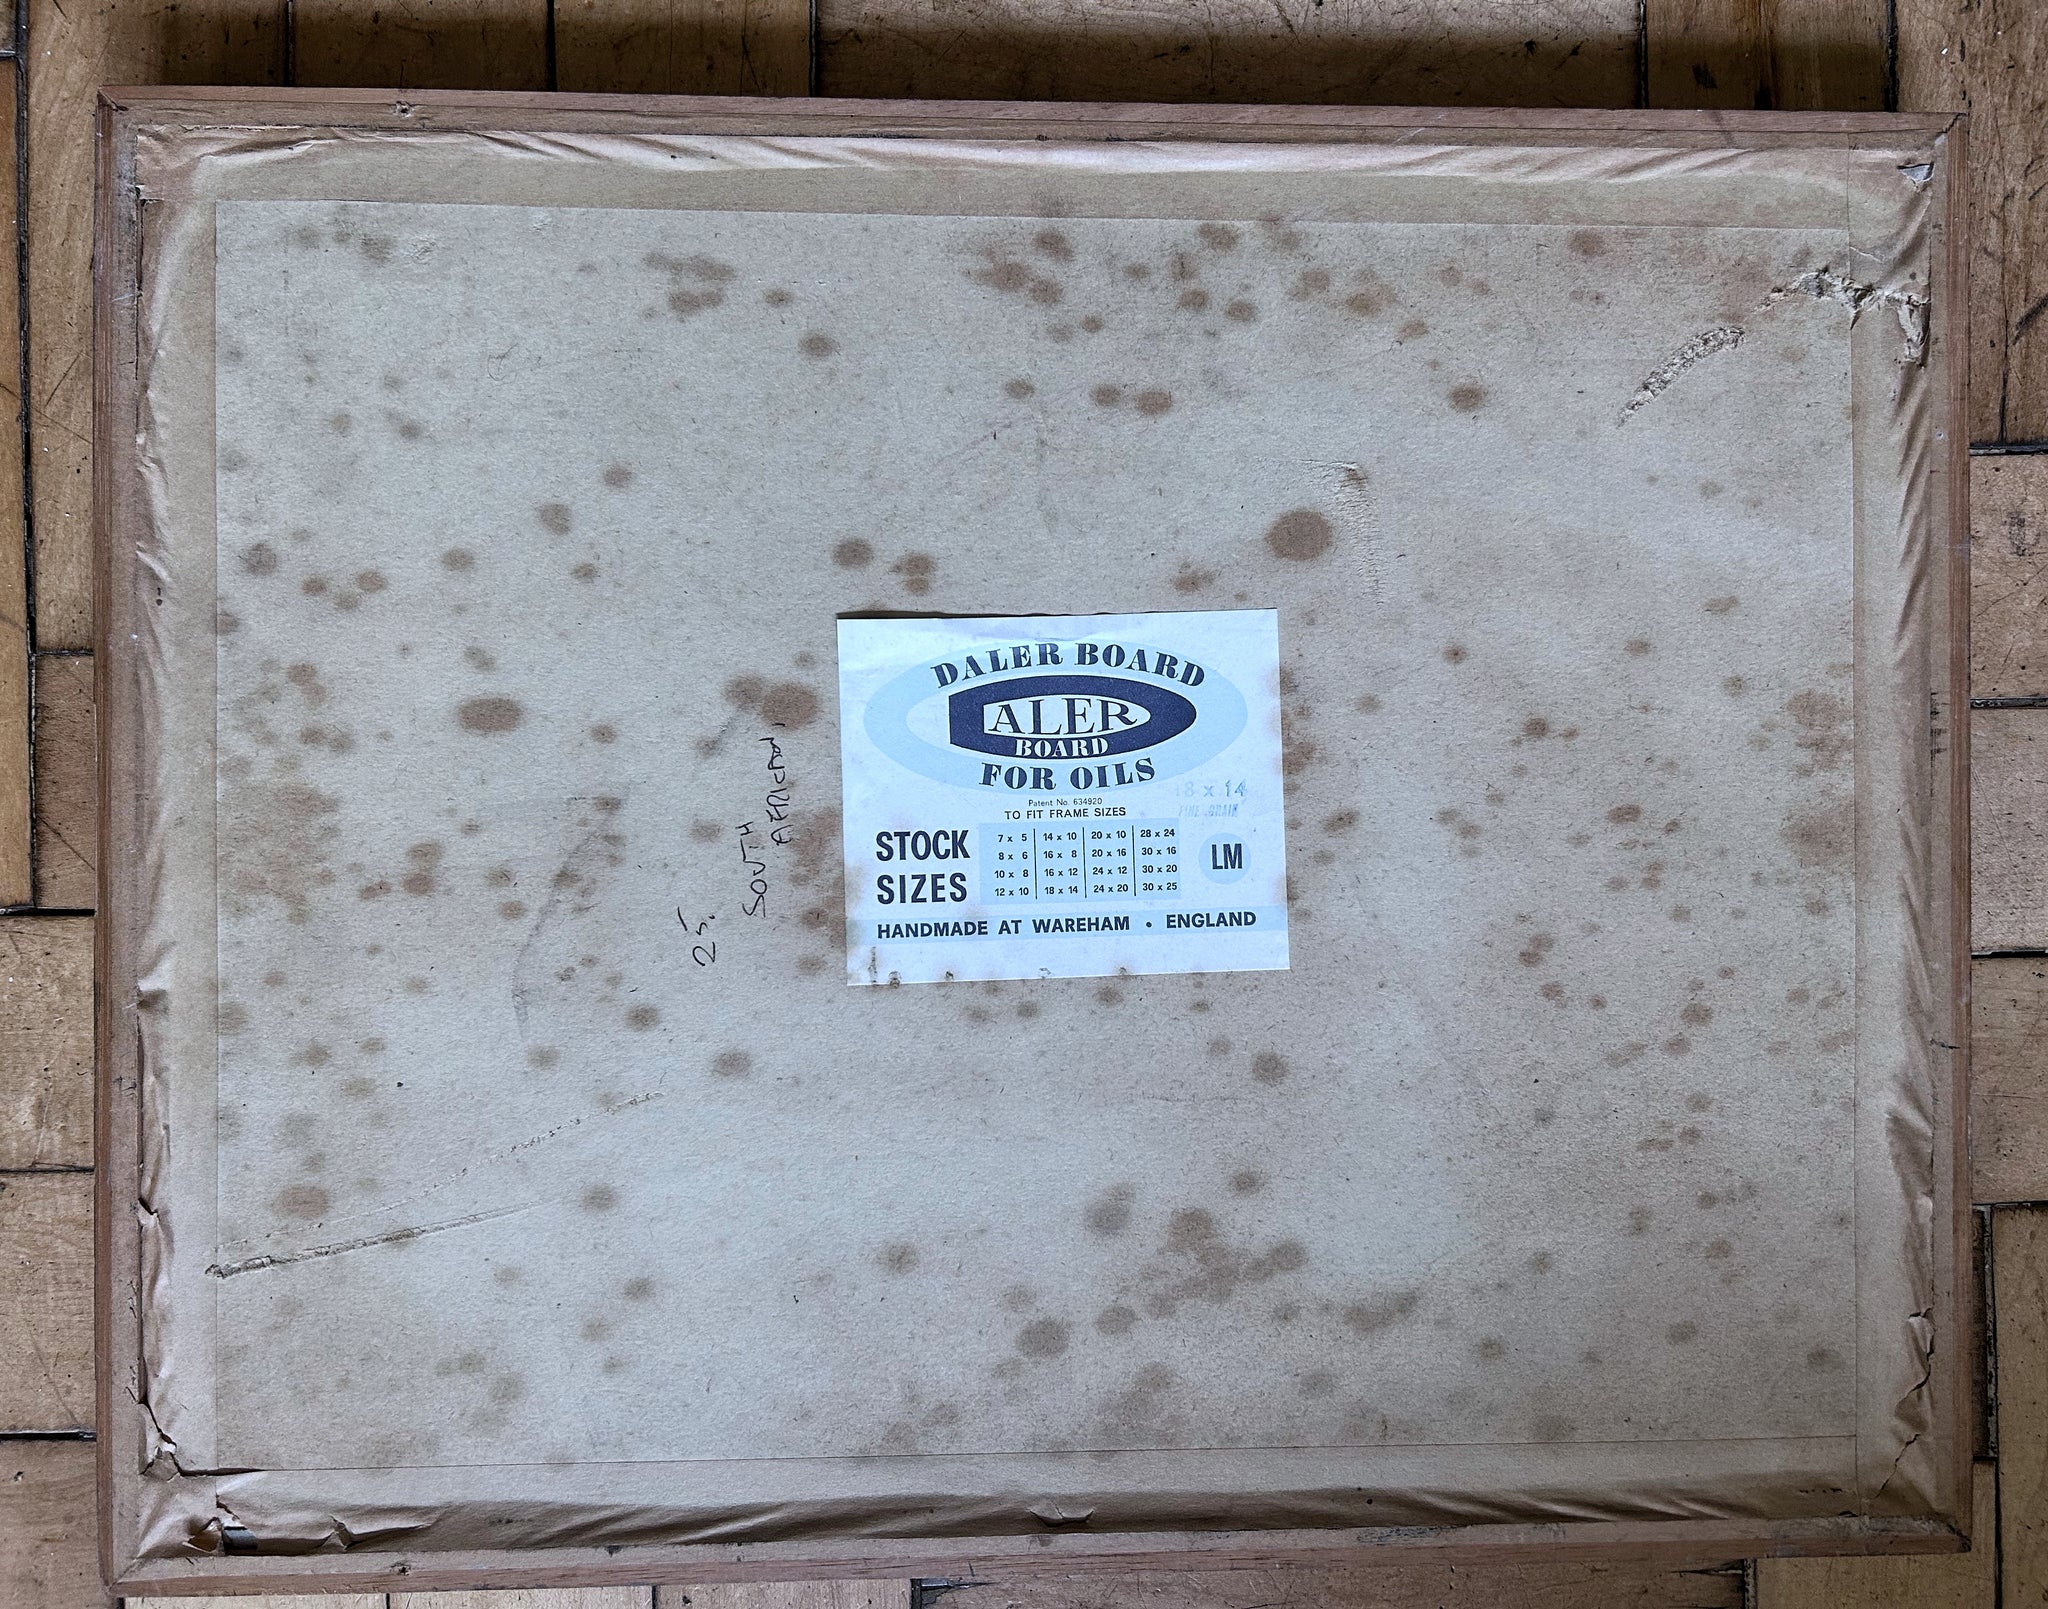 DALER BOARD
DALER
BOARD
FOR OILS
Patent No. 634920
18 x 14
FINE GRAIN
TO FIT FRAME SIZES
STOCK
SIZES
7 x 5 14 x 10 20 x 10 28 x 24
8 x 6 16 x 8 20 x 16 30 x 16
10 x 8 16 x 12 24 x 12 30 x 20
12 x 10 18 x 14 24 x 20 30 x 25
LM
HANDMADE AT WAREHAM • ENGLAND
SOUTH
AFRICAN
25.